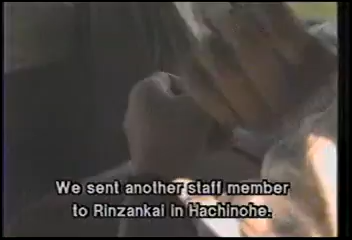 We sent another staff member
to Rinzankai in Hachinohe.